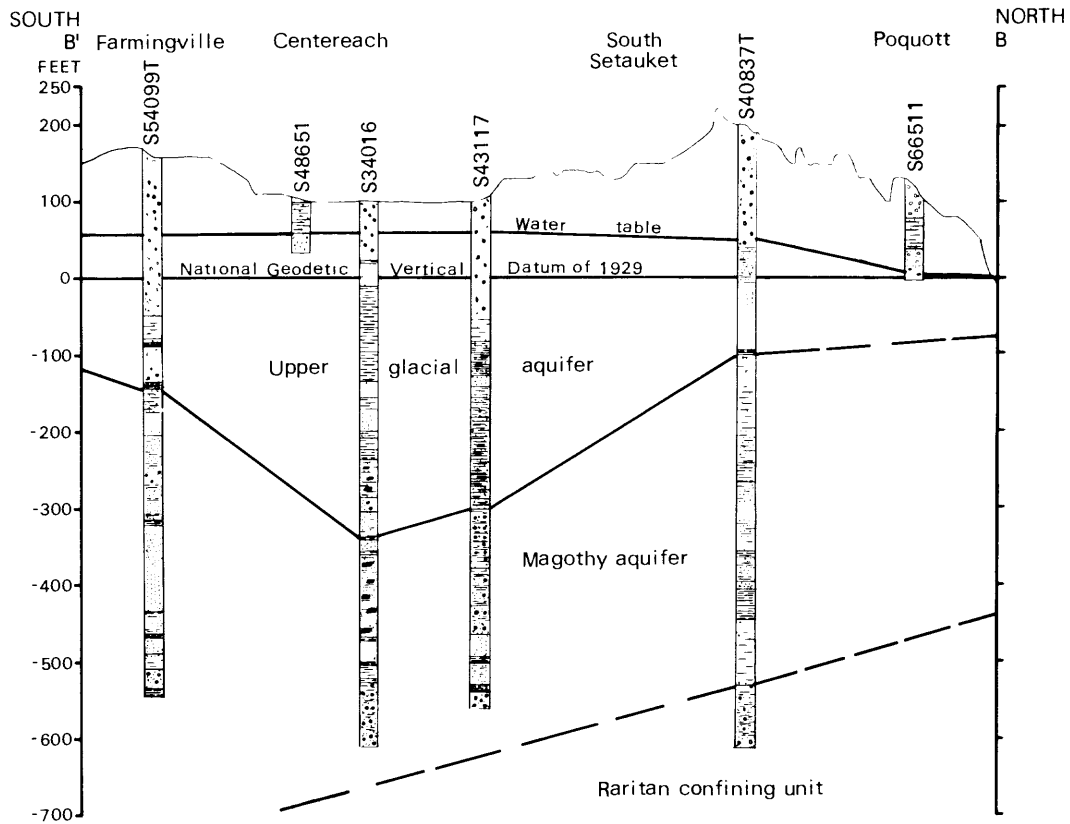 SOUTH
B'
Farmingville
Centereach
South
Setauket
Poquott
NORTH
B
FEET
S54099T
S48651
S34016
S43117
S40837T
S66511
250
200
100
0
-100
-200
-300
-400
-500
-600
-700
Water table
National Geodetic Vertical Datum of 1929
Upper glacial aquifer
Magothy aquifer
Raritan confining unit